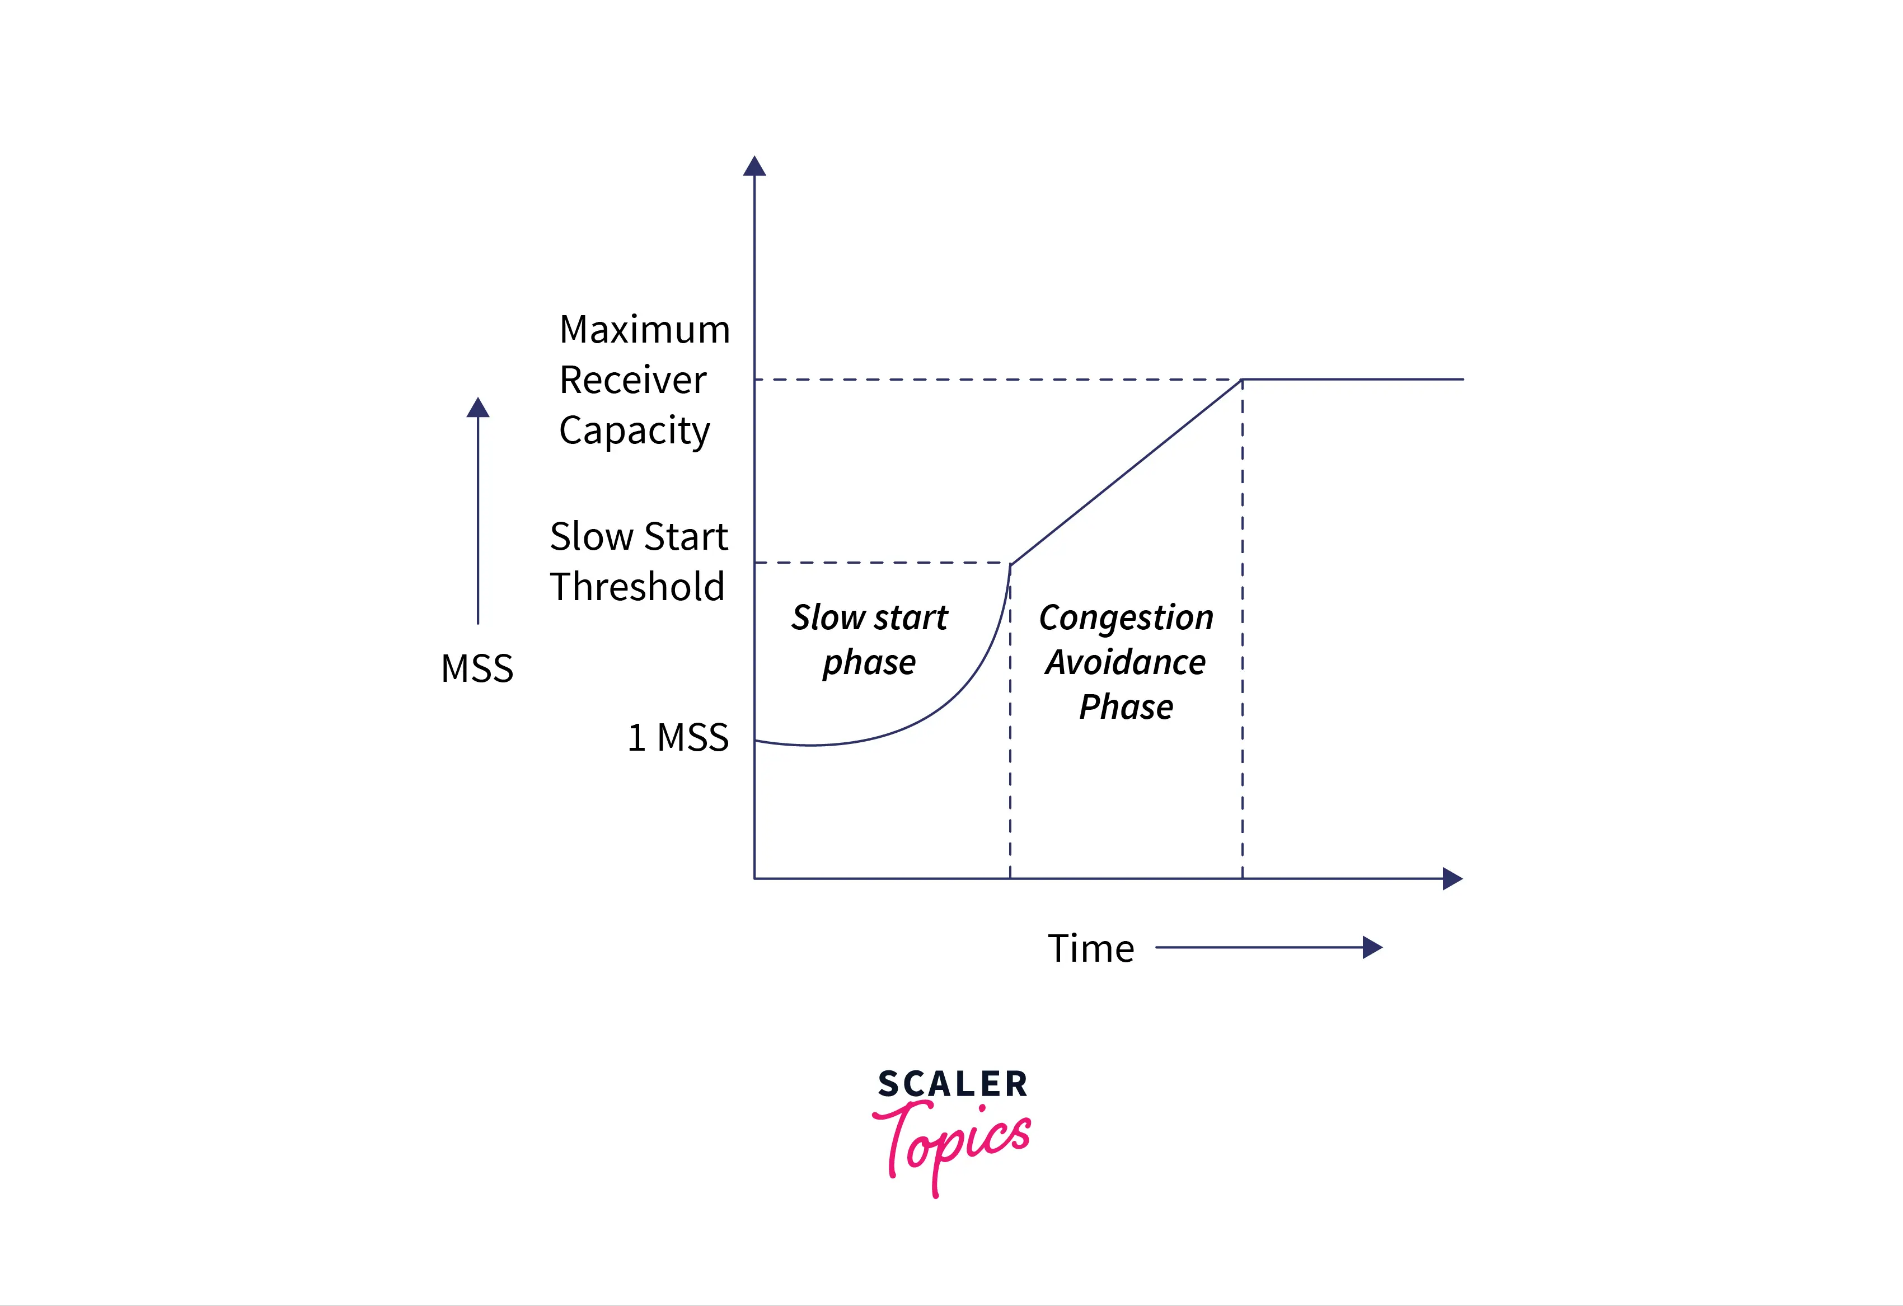 Maximum
Receiver
Capacity
Slow Start
Threshold
Slow start
phase
Congestion
Avoidance
Phase
MSS
1 MSS
Time
SCALER
Topics